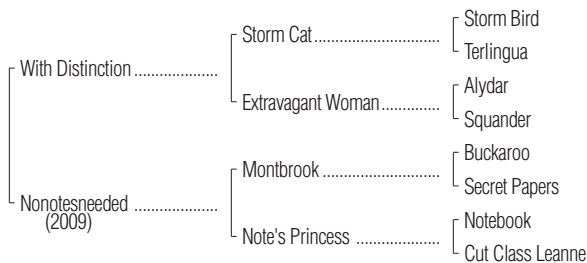 Storm Bird
Storm Cat
Terlingua
With Distinction
Alydar
Extravagant Woman
Squander
Buckaroo
Montbrook
Secret Papers
Nonotesneeded
(2009)
Notebook
Note's Princess
Cut Class Leanne